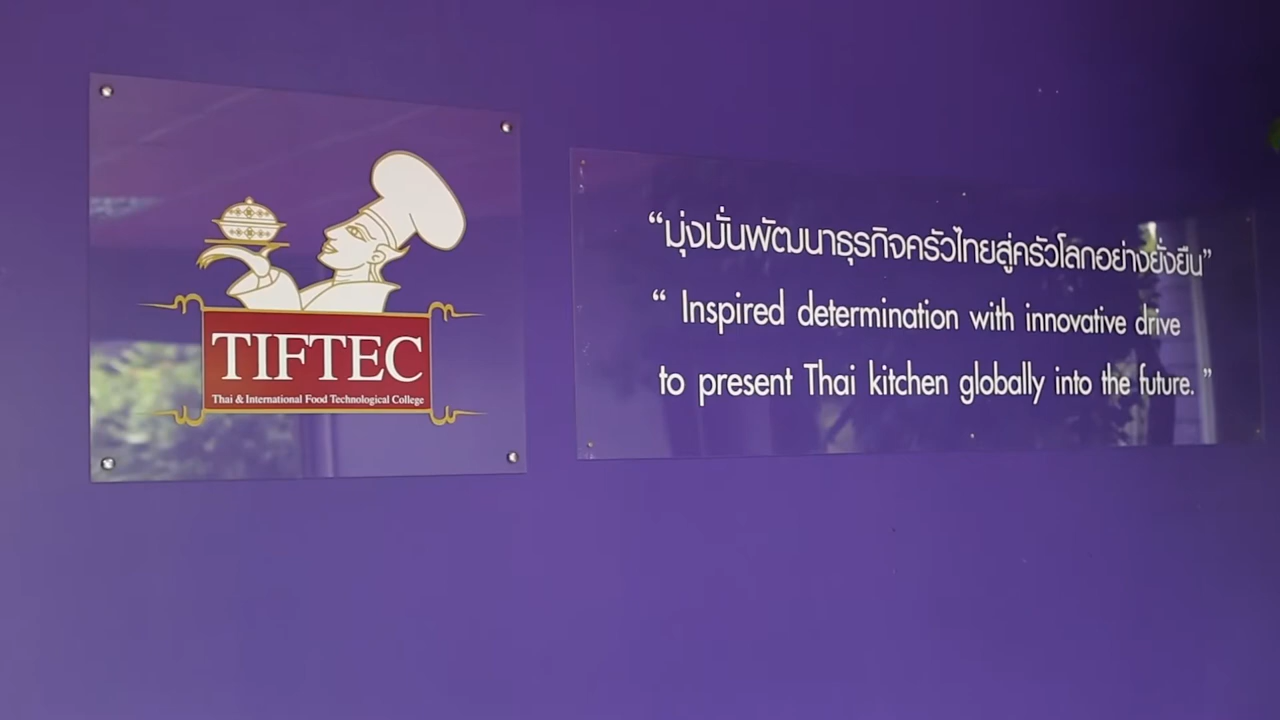 TIFTEC
Thai & International Food Technological College
“มุ่งมั่นพัฒนาธุรกิจครัวไทยสู่ครัวโลกอย่างยั่งยืน”
“ Inspired determination with innovative drive
to present Thai kitchen globally into the future. ”